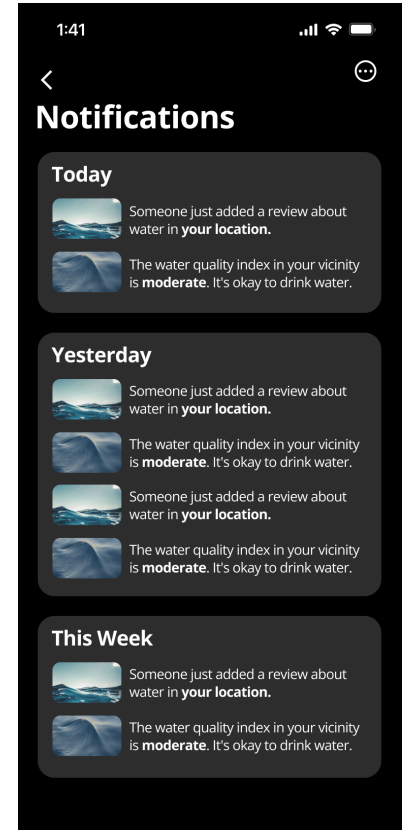 1:41
Notifications
Today
Someone just added a review about
water in your location.
The water quality index in your vicinity
is moderate. It's okay to drink water.
Yesterday
Someone just added a review about
water in your location.
The water quality index in your vicinity
is moderate. It's okay to drink water.
Someone just added a review about
water in your location.
The water quality index in your vicinity
is moderate. It's okay to drink water.
This Week
Someone just added a review about
water in your location.
The water quality index in your vicinity
is moderate. It's okay to drink water.